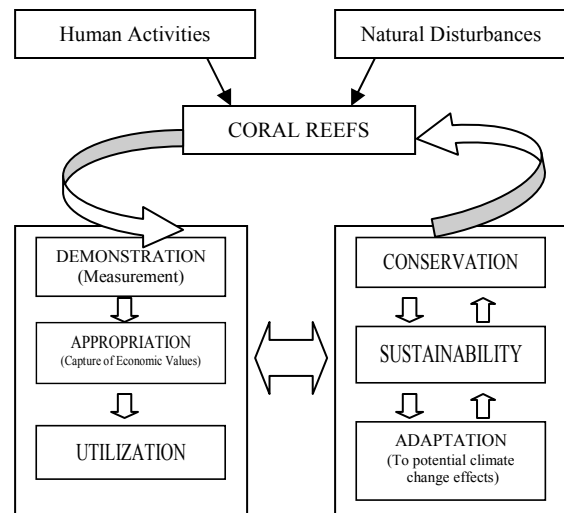 Human Activities
Natural Disturbances
CORAL REEFS
DEMONSTRATION
(Measurement)
APPROPRIATION
(Capture of Economic Values)
UTILIZATION
CONSERVATION
SUSTAINABILITY
ADAPTATION
(To potential climate
change effects)